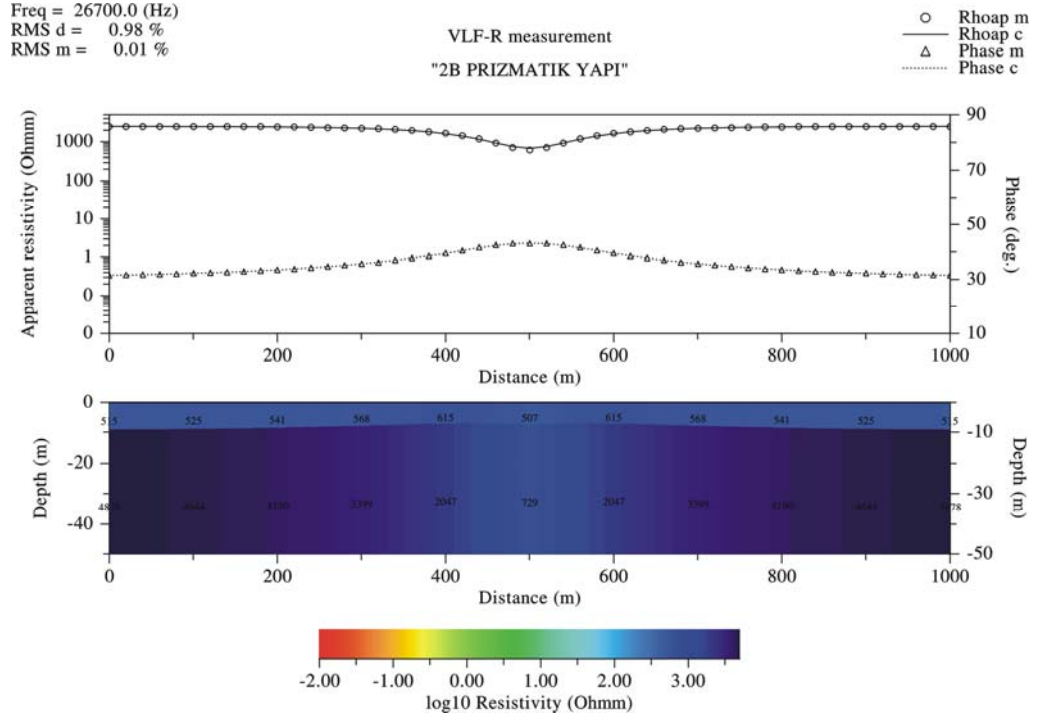 Freq = 26700.0 (Hz)
RMS d = 0.98 %
RMS m = 0.01 %
VLF-R measurement
"2B PRIZMATIK YAPI"
Rhoap m
Rhoap c
Phase m
Phase c
Apparent resistivity (Ohmm)
1000
100
10
1
0
0
90
70
50
30
10
Phase (deg.)
0 200 400 600 800 1000
Distance (m)
Depth (m)
0
-20
-40
515 525 541 568 615 507 615 568 541 525 515
2047 729 2047
-10
-30
-50
Depth (m)
0 200 400 600 800 1000
Distance (m)
-2.00 -1.00 0.00 1.00 2.00 3.00
log10 Resistivity (Ohmm)